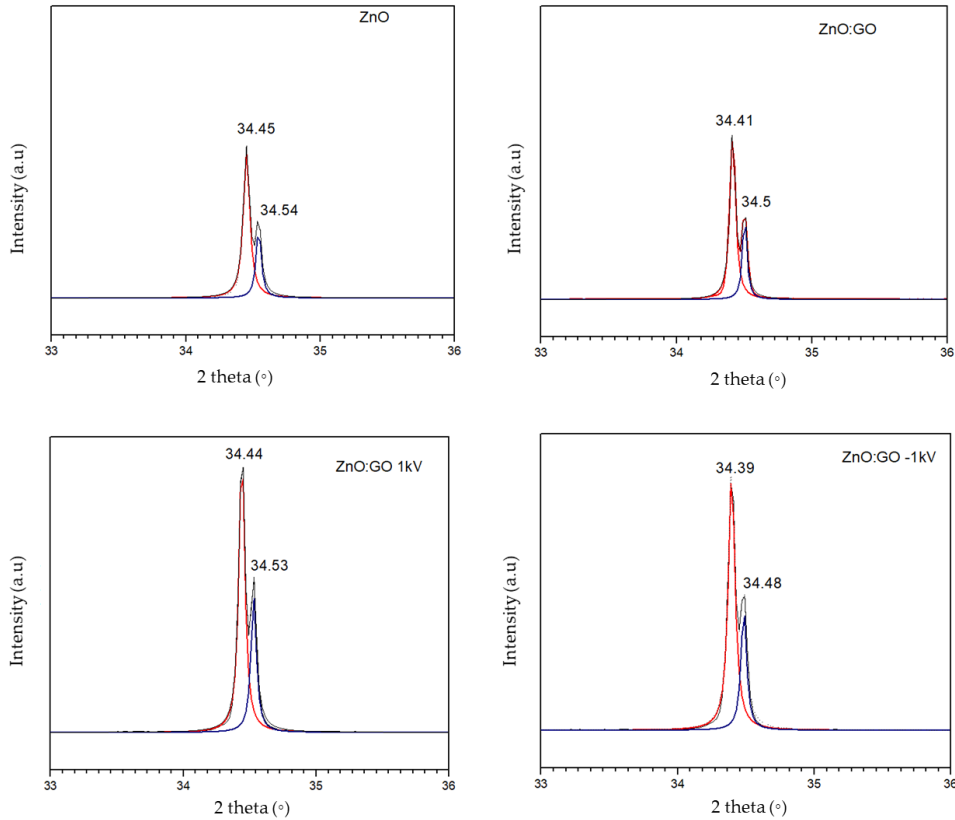 ZnO
34.45
34.54
Intensity (a.u)
33 34 35 36
2 theta (°)
ZnO:GO
34.41
34.5
Intensity (a.u)
33 34 35 36
2 theta (°)
34.44
ZnO:GO 1kV
34.53
Intensity (a.u)
33 34 35 36
2 theta (°)
34.39
ZnO:GO -1kV
34.48
Intensity (a.u)
33 34 35 36
2 theta (°)